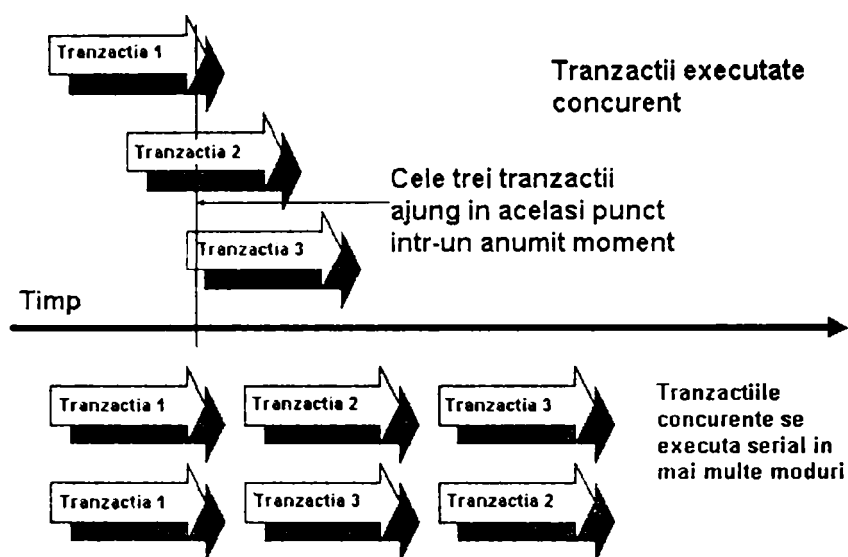 Tranzactia 1
Tranzactii executate
concurent
Tranzactia 2
Cele trei tranzactii
ajung in acelasi punct
intr-un anumit moment
Tranzactia 3
Timp
Tranzactia 1
Tranzactia 2
Tranzactia 3
Tranzactiile
concurente se
executa serial in
mai multe moduri
Tranzactia 1
Tranzactia 3
Tranzactia 2